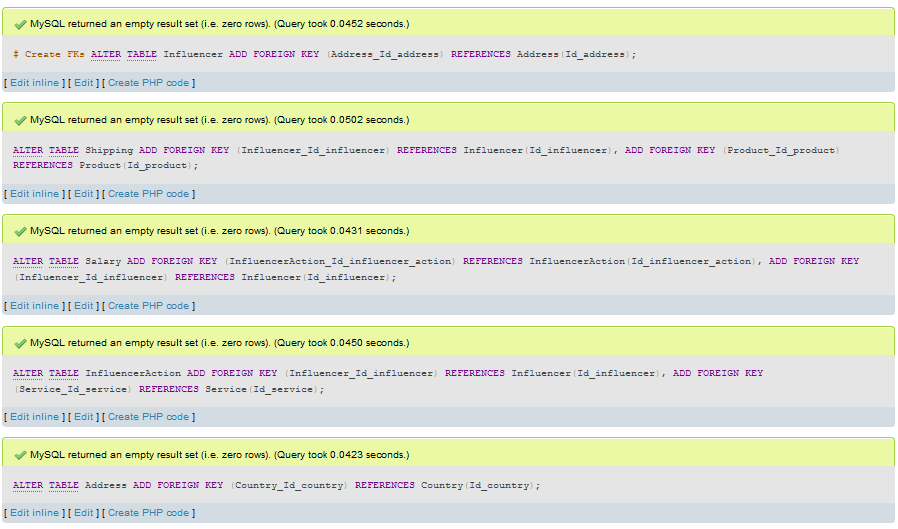 MySQL returned an empty result set (i.e. zero rows). (Query took 0.0452 seconds.)
# Create FKs ALTER TABLE Influencer ADD FOREIGN KEY (Address_Id_address) REFERENCES Address(Id_address);
[ Edit inline ] [ Edit ] [ Create PHP code ]
MySQL returned an empty result set (i.e. zero rows). (Query took 0.0502 seconds.)
ALTER TABLE Shipping ADD FOREIGN KEY (Influencer_Id_influencer) REFERENCES Influencer(Id_influencer), ADD FOREIGN KEY (Product_Id_product)
REFERENCES Product(Id_product);
[ Edit inline ] [ Edit ] [ Create PHP code ]
MySQL returned an empty result set (i.e. zero rows). (Query took 0.0431 seconds.)
ALTER TABLE Salary ADD FOREIGN KEY (InfluencerAction_Id_influencer_action) REFERENCES InfluencerAction(Id_influencer_action), ADD FOREIGN KEY
(Influencer_Id_influencer) REFERENCES Influencer(Id_influencer);
[ Edit inline ] [ Edit ] [ Create PHP code ]
MySQL returned an empty result set (i.e. zero rows). (Query took 0.0450 seconds.)
ALTER TABLE InfluencerAction ADD FOREIGN KEY (Influencer_Id_influencer) REFERENCES Influencer(Id_influencer), ADD FOREIGN KEY
(Service_Id_service) REFERENCES Service(Id_service);
[ Edit inline ] [ Edit ] [ Create PHP code ]
MySQL returned an empty result set (i.e. zero rows). (Query took 0.0423 seconds.)
ALTER TABLE Address ADD FOREIGN KEY (Country_Id_country) REFERENCES Country(Id_country);
[ Edit inline ] [ Edit ] [ Create PHP code ]